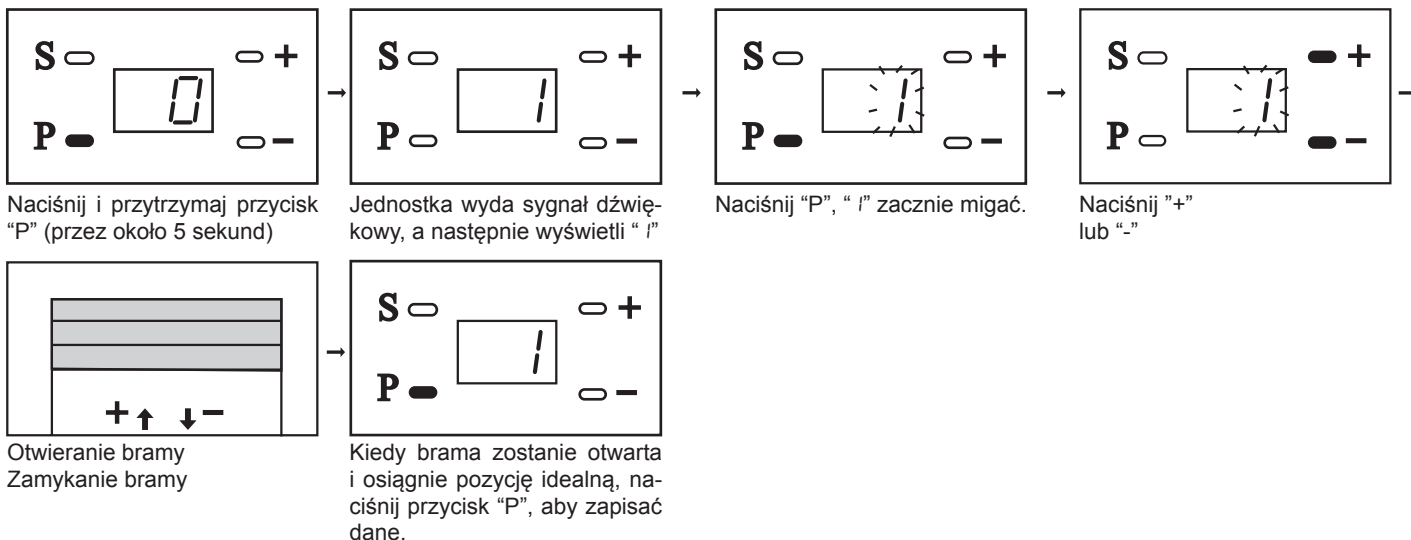 S + 0 P -
S + 1 P -
S + 1 P -
S + 1 P -
Naciśnij i przytrzymaj przycisk
“P” (przez około 5 sekund)
Jednostka wyda sygnał dźwię-
kowy, a następnie wyświetli “ 1”
Naciśnij “P”, “ 1” zacznie migać.
Naciśnij ”+”
lub “-”
+ -
Otwieranie bramy
Zamykanie bramy
S + 1 P -
Kiedy brama zostanie otwarta
i osiągnie pozycję idealną, na-
ciśnij przycisk “P”, aby zapisać
dane.